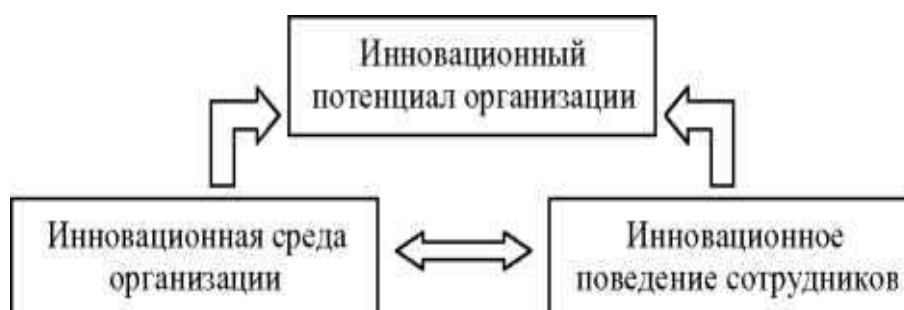 Инновационный
потенциал организации
Инновационная среда
организации
Инновационное
поведение сотрудников